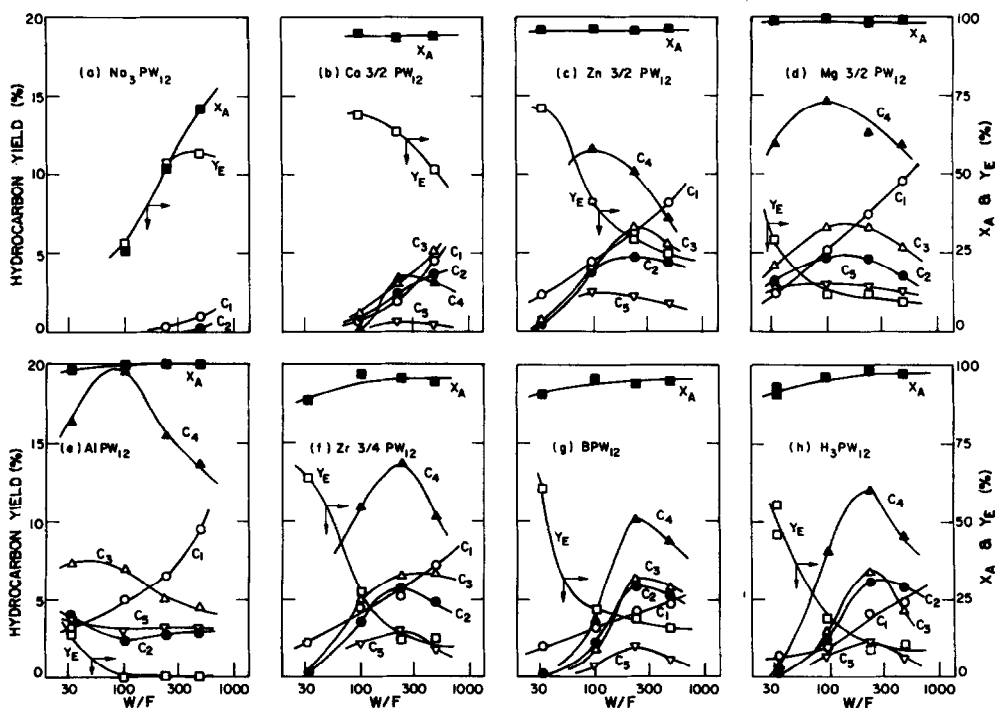 HYDROCARBON YIELD (%)
20
15
10
5
0
(a) Na3PW12
XA
YE
C1
C2
(b) Ca 3/2 PW12
XA
YE
C3
C1
C2
C4
C5
(c) Zn 3/2 PW12
XA
C4
YE
C1
C3
C2
C5
(d) Mg 3/2 PW12
XA
C4
YE
C1
C3
C2
C5
100
75
50
25
0
XA & YE (%)
HYDROCARBON YIELD (%)
20
15
10
5
0
(e) AlPW12
XA
C4
C3
C1
C5
C2
YE
30 100 300 1000
W/F
(f) Zr 3/4 PW12
XA
YE
C4
C1
C3
C2
C5
30 100 300 1000
W/F
(g) BPW12
XA
YE
C4
C3
C2
C1
C5
30 100 300 1000
W/F
(h) H3PW12
XA
C4
YE
C2
C1
C3
C5
30 100 300 1000
W/F
100
75
50
25
0
XA & YE (%)